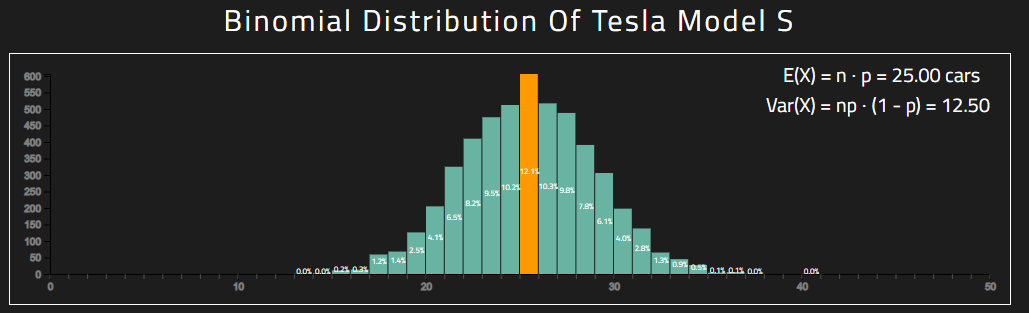 Binomial Distribution Of Tesla Model S
E(X) = n · p = 25.00 cars
Var(X) = np · (1 - p) = 12.50
600
550
500
450
400
350
300
250
200
150
100
50
0
0.0% 0.0% 0.2% 0.3% 1.2% 1.4% 2.5% 4.1% 6.5% 8.2% 9.5% 10.2% 12.1% 10.3% 9.8% 7.8% 6.1% 4.0% 2.8% 1.3% 0.9% 0.5% 0.1% 0.1% 0.0% 0.0%
0 10 20 30 40 50